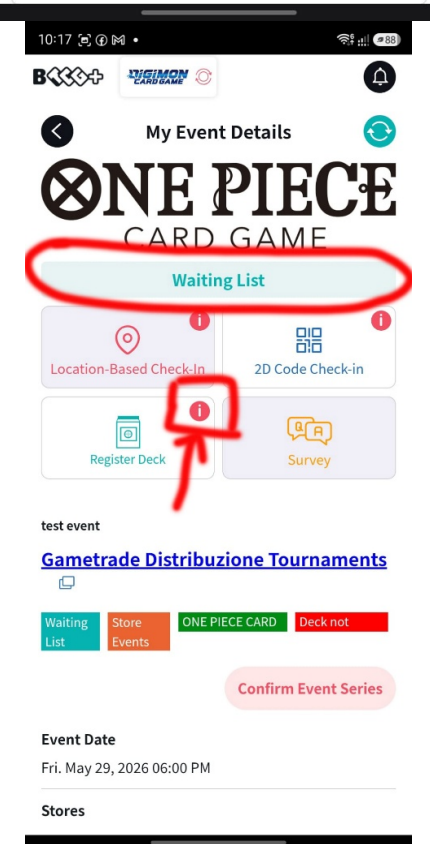 10:17
88
B
DIGIMON
CARD GAME
My Event Details
ONE PIECE
CARD GAME
Waiting List
i
i
Location-Based Check-In
2D Code Check-in
i
Q A
Register Deck
Survey
test event
Gametrade Distribuzione Tournaments
Waiting
List
Store
Events
ONE PIECE CARD
Deck not
Confirm Event Series
Event Date
Fri. May 29, 2026 06:00 PM
Stores